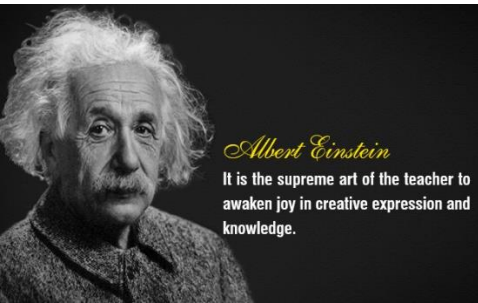 Albert Einstein
It is the supreme art of the teacher to
awaken joy in creative expression and
knowledge.